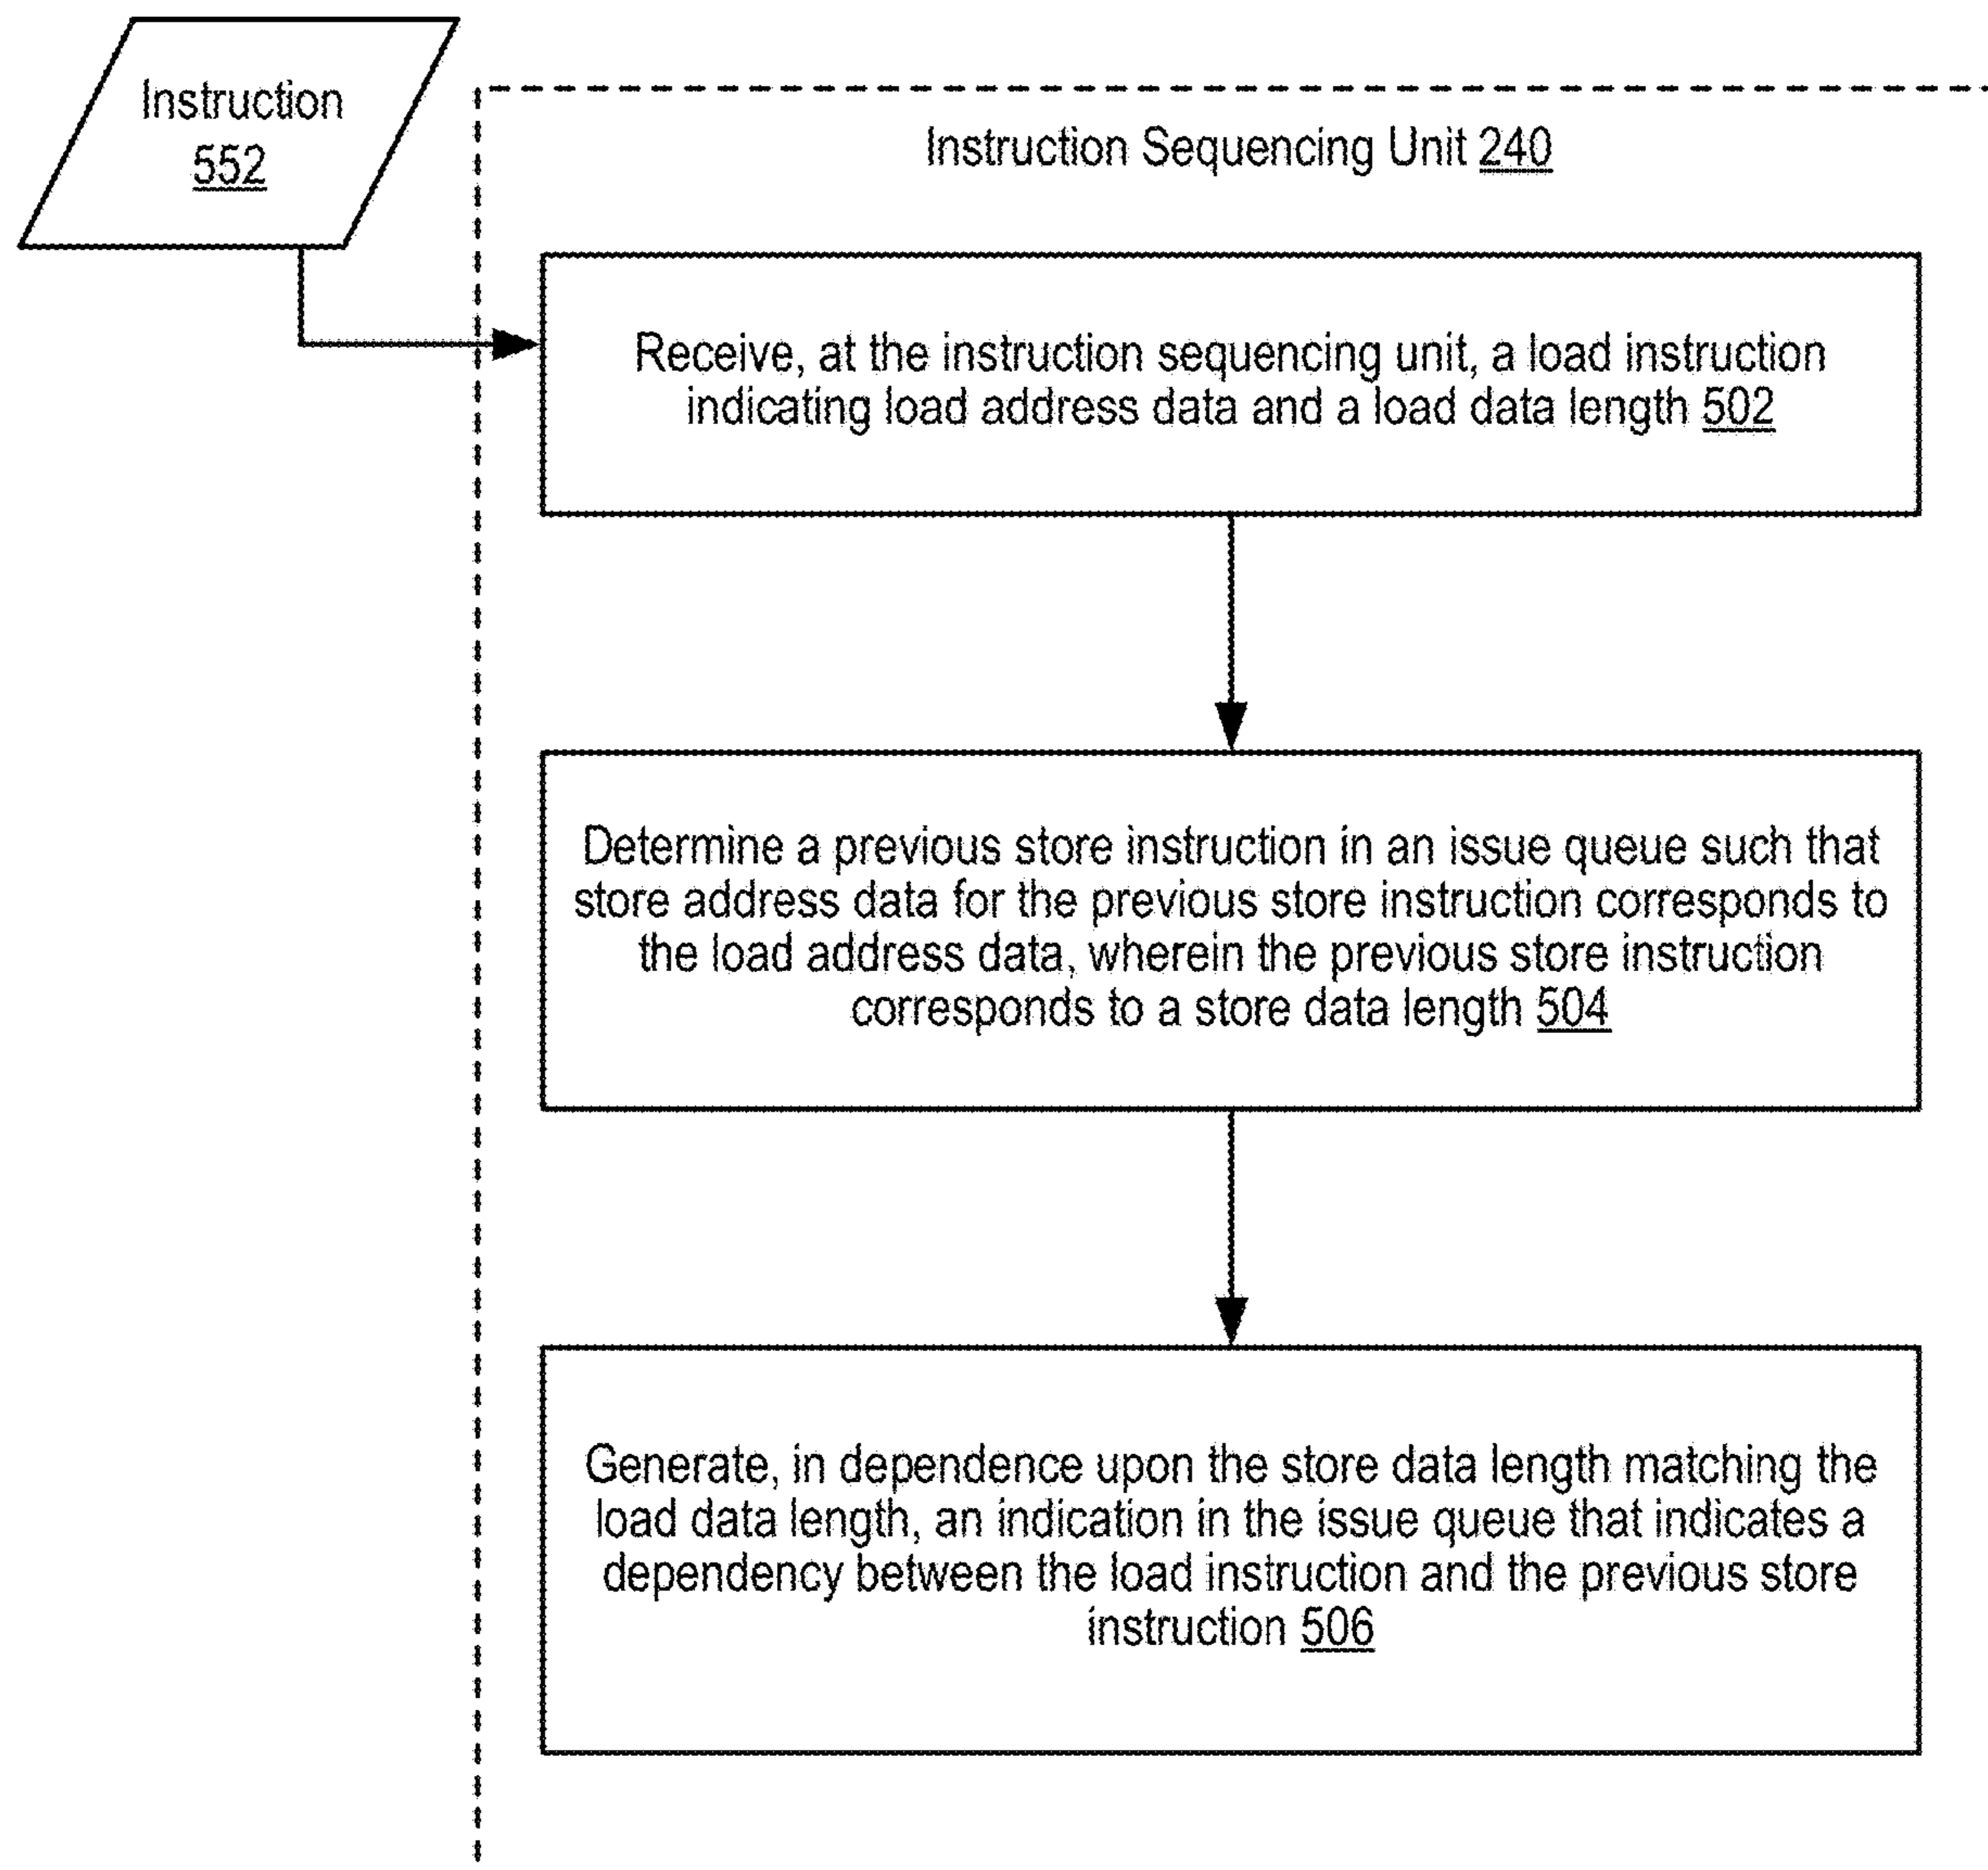 Instruction
552
Instruction Sequencing Unit 240
Receive, at the instruction sequencing unit, a load instruction
indicating load address data and a load data length 502
Determine a previous store instruction in an issue queue such that
store address data for the previous store instruction corresponds to
the load address data, wherein the previous store instruction
corresponds to a store data length 504
Generate, in dependence upon the store data length matching the
load data length, an indication in the issue queue that indicates a
dependency between the load instruction and the previous store
instruction 506